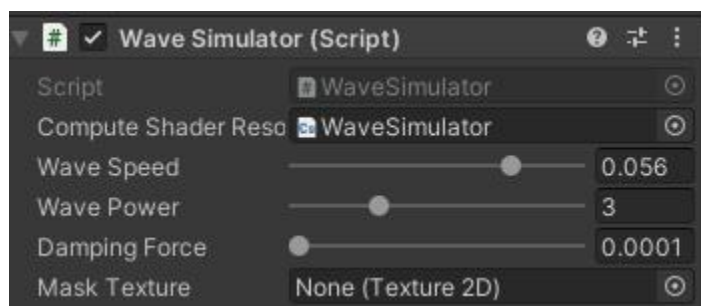 # Wave Simulator (Script)
Script # WaveSimulator
Compute Shader Reso WaveSimulator
Wave Speed 0.056
Wave Power 3
Damping Force 0.0001
Mask Texture None (Texture 2D)